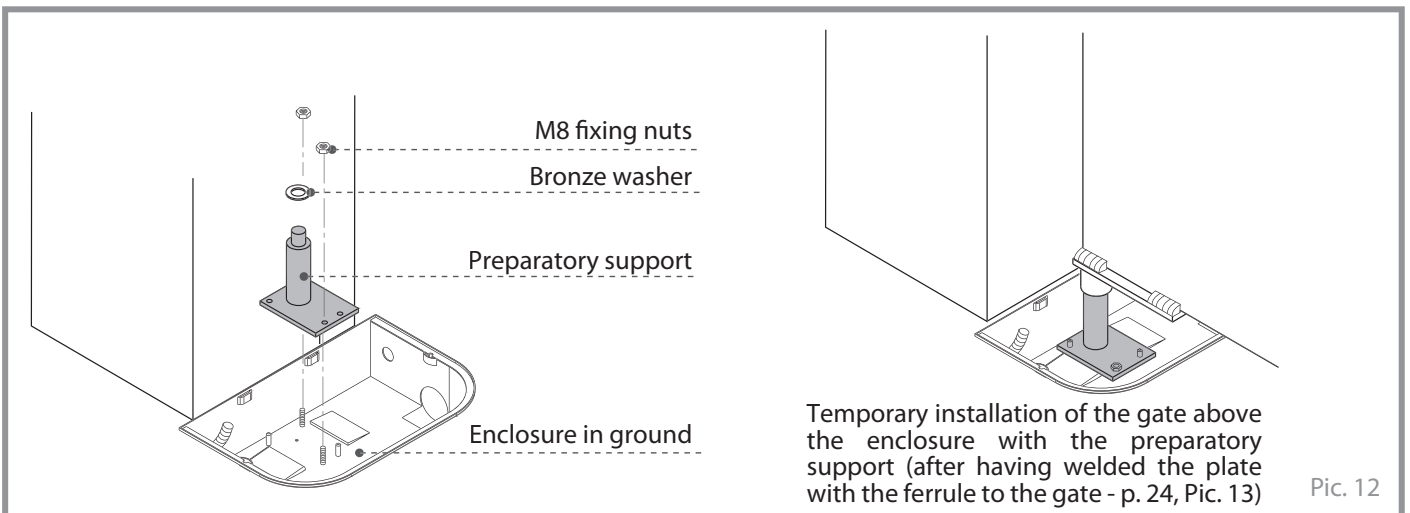 M8 fixing nuts
Bronze washer
Preparatory support
Enclosure in ground
Temporary installation of the gate above
the enclosure with the preparatory
support (after having welded the plate
with the ferrule to the gate - p. 24, Pic. 13)
Pic. 12